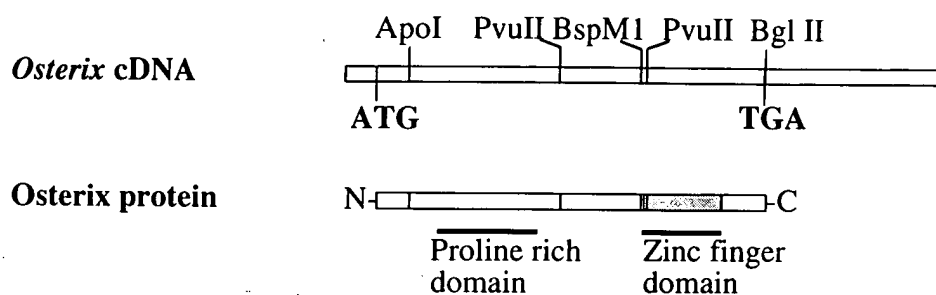 ApoI PvuII BspM1 PvuII Bgl II
Osterix cDNA
ATG TGA
Osterix protein N- -C
Proline rich Zinc finger
domain domain